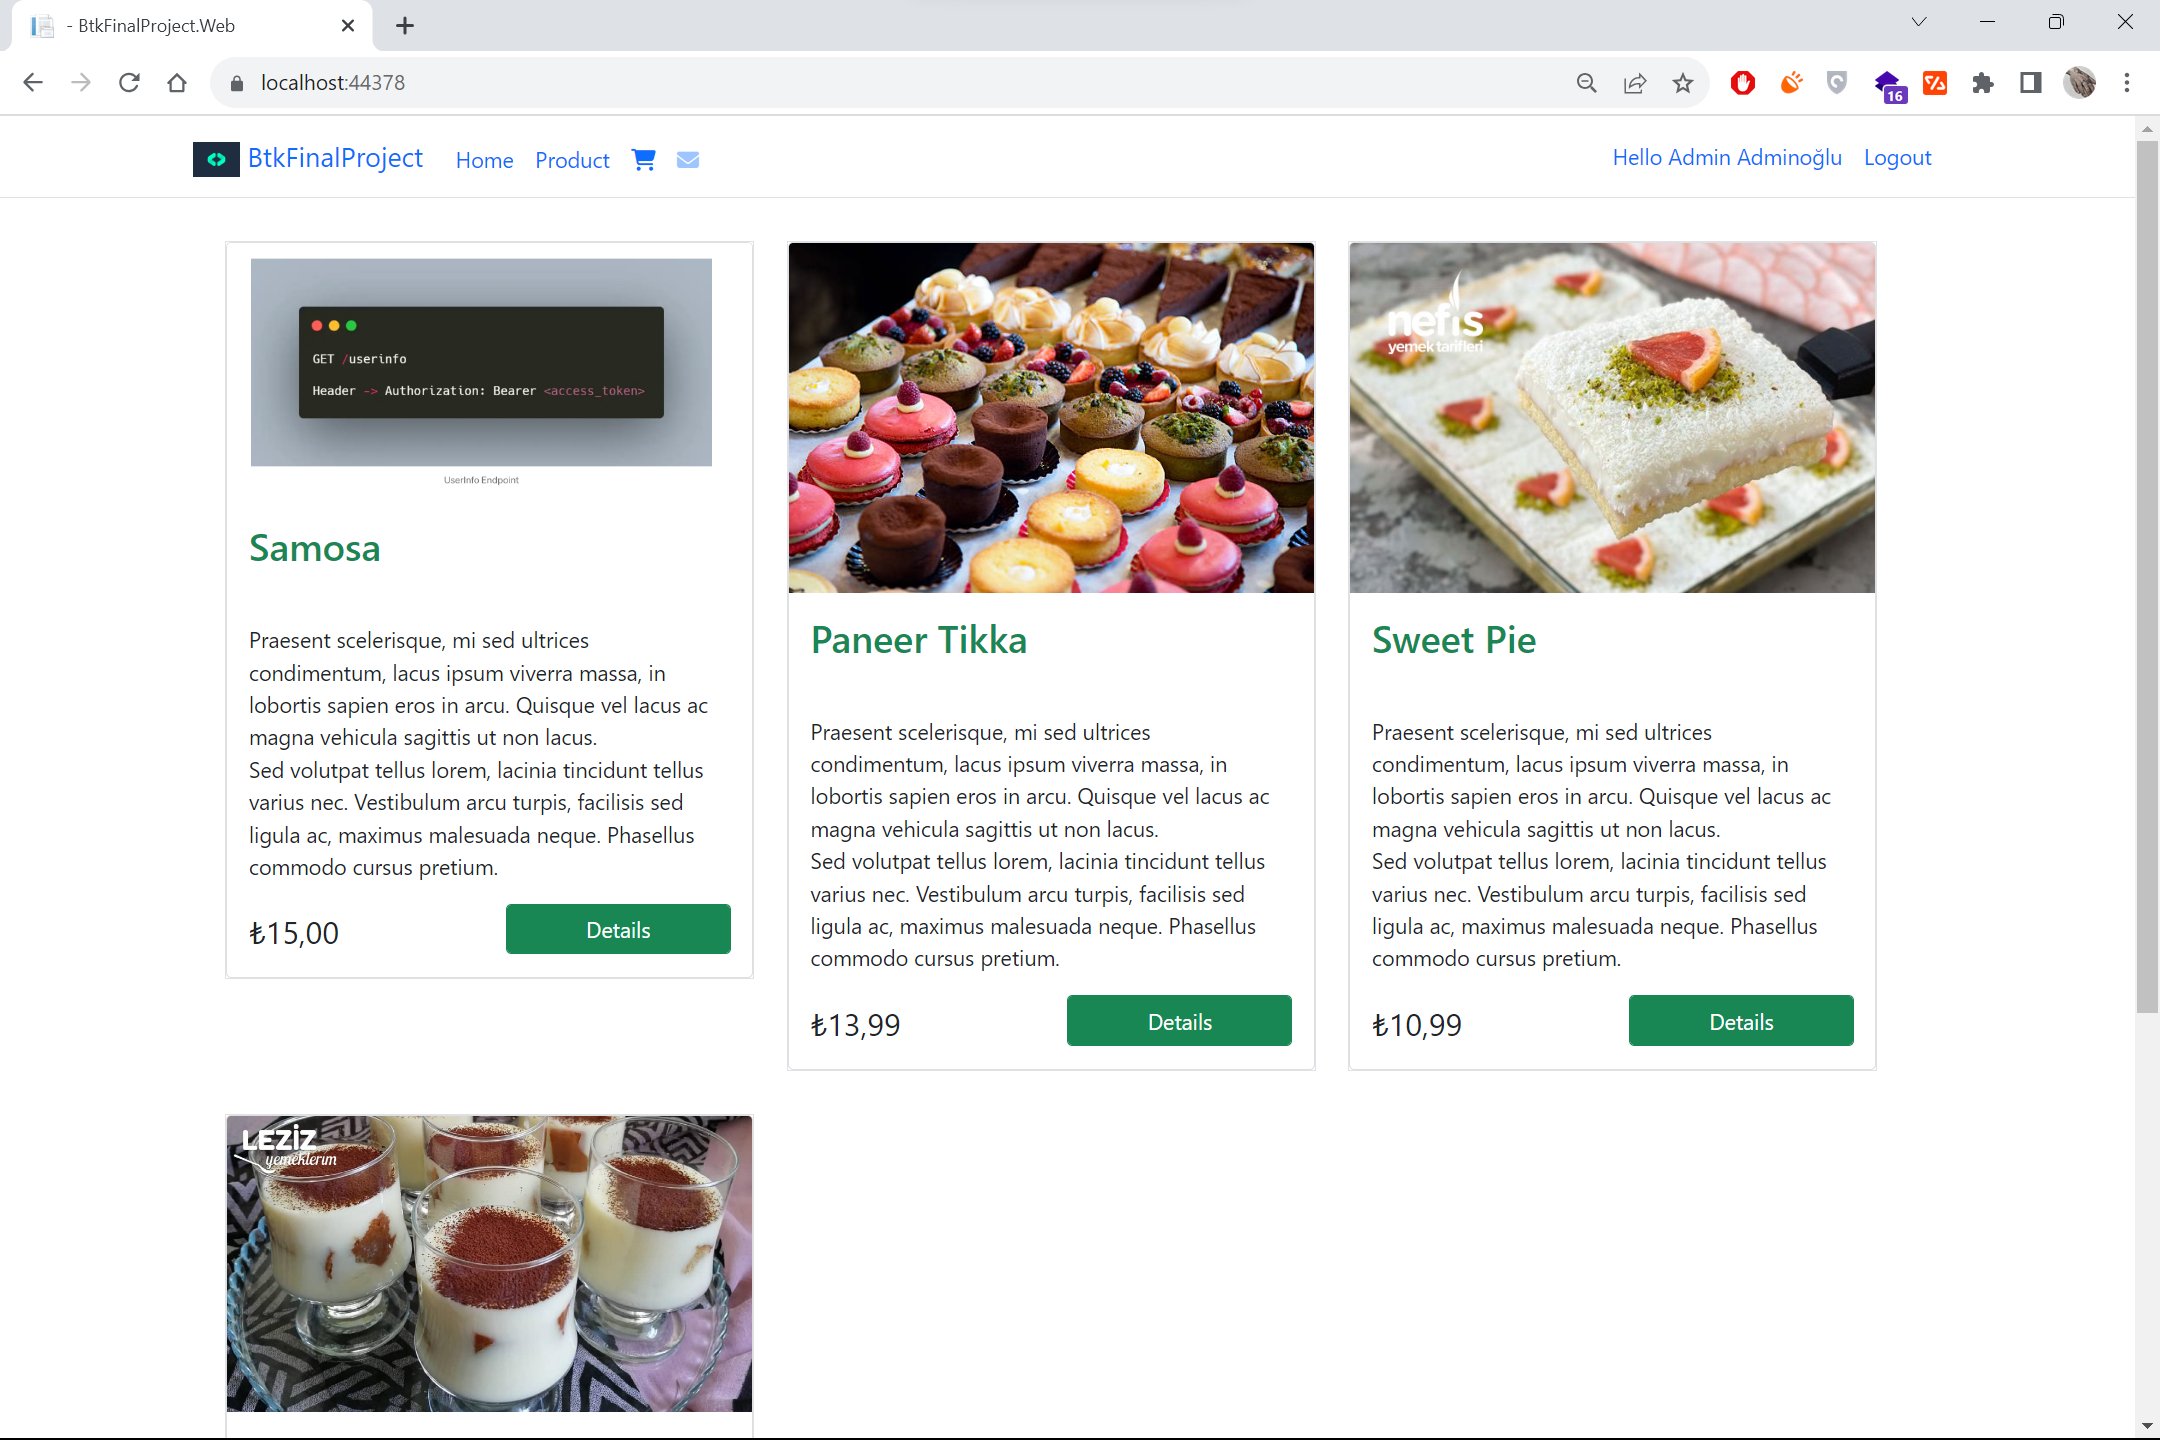 - BtkFinalProject.Web
localhost:44378
16
BtkFinalProject
Home
Product
Hello Admin Adminoğlu
Logout
GET /userinfo
Header -> Authorization: Bearer <access_token>
UserInfo Endpoint
Samosa
Praesent scelerisque, mi sed ultrices
condimentum, lacus ipsum viverra massa, in
lobortis sapien eros in arcu. Quisque vel lacus ac
magna vehicula sagittis ut non lacus.
Sed volutpat tellus lorem, lacinia tincidunt tellus
varius nec. Vestibulum arcu turpis, facilisis sed
ligula ac, maximus malesuada neque. Phasellus
commodo cursus pretium.
₺15,00
Details
Paneer Tikka
Praesent scelerisque, mi sed ultrices
condimentum, lacus ipsum viverra massa, in
lobortis sapien eros in arcu. Quisque vel lacus ac
magna vehicula sagittis ut non lacus.
Sed volutpat tellus lorem, lacinia tincidunt tellus
varius nec. Vestibulum arcu turpis, facilisis sed
ligula ac, maximus malesuada neque. Phasellus
commodo cursus pretium.
₺13,99
Details
nefis
yemek tarifleri
Sweet Pie
Praesent scelerisque, mi sed ultrices
condimentum, lacus ipsum viverra massa, in
lobortis sapien eros in arcu. Quisque vel lacus ac
magna vehicula sagittis ut non lacus.
Sed volutpat tellus lorem, lacinia tincidunt tellus
varius nec. Vestibulum arcu turpis, facilisis sed
ligula ac, maximus malesuada neque. Phasellus
commodo cursus pretium.
₺10,99
Details
LEZİZ
yemeklerim